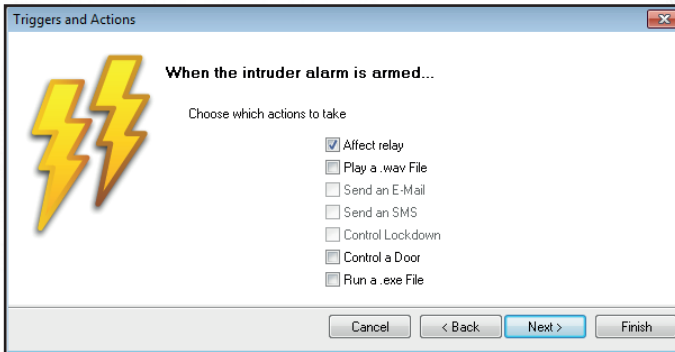 Triggers and Actions
When the intruder alarm is armed...
Choose which actions to take
Affect relay
Play a .wav File
Send an E-Mail
Send an SMS
Control Lockdown
Control a Door
Run a .exe File
Cancel < Back Next > Finish